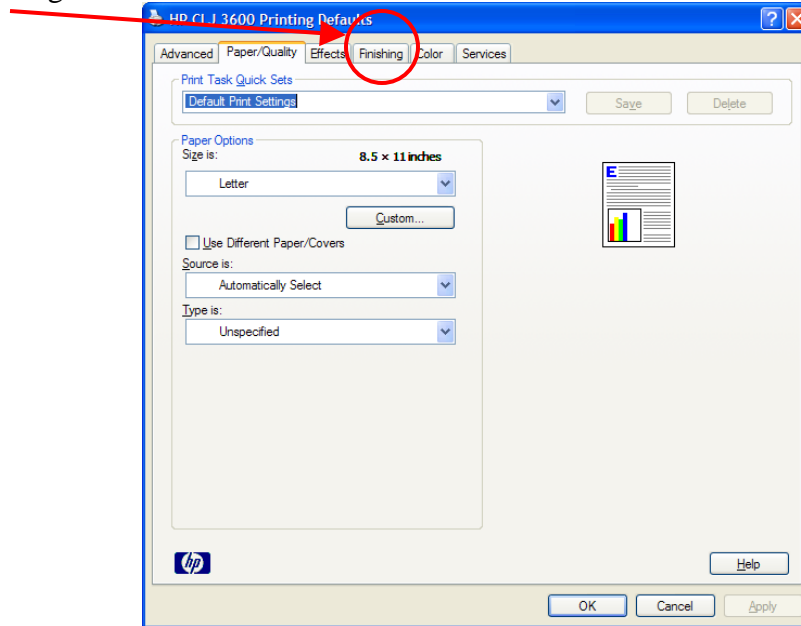 HP CLJ 3600 Printing Defaults
Advanced Paper/Quality Effects Finishing Color Services
Print Task Quick Sets
Default Print Settings Save Delete
Paper Options
Size is: 8.5 × 11 inches
Letter
Custom...
Use Different Paper/Covers
Source is:
Automatically Select
Type is:
Unspecified
E
hp
Help
OK Cancel Apply